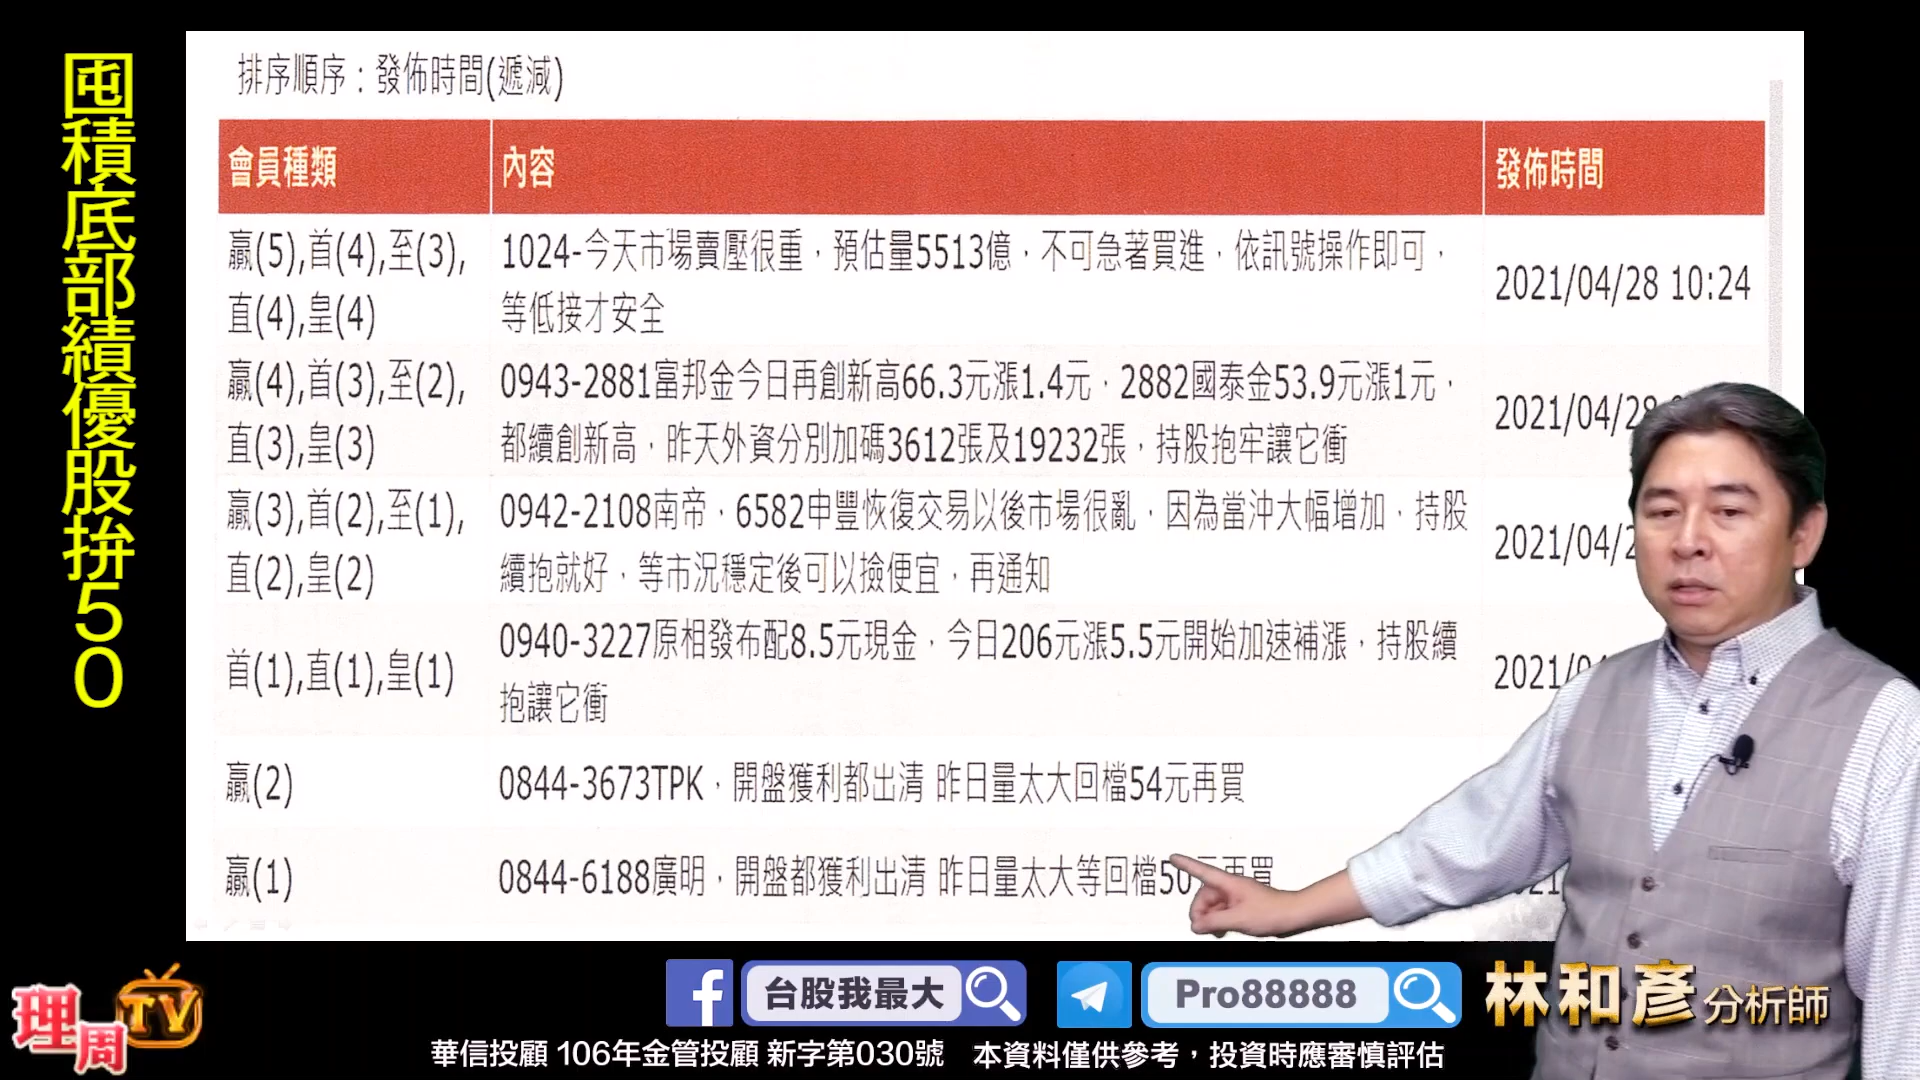 囤積底部績優股拚50
排序順序：發佈時間(遞減)
會員種類 內容 發佈時間
贏(5),首(4),至(3),
直(4),皇(4)
1024-今天市場賣壓很重，預估量5513億，不可急著買進，依訊號操作即可，
等低接才安全
2021/04/28 10:24
贏(4),首(3),至(2),
直(3),皇(3)
0943-2881富邦金今日再創新高66.3元漲1.4元，2882國泰金53.9元漲1元，
都續創新高，昨天外資分別加碼3612張及19232張，持股抱牢讓它衝
2021/04/28
贏(3),首(2),至(1),
直(2),皇(2)
0942-2108南帝，6582申豐恢復交易以後市場很亂，因為當沖大幅增加，持股
續抱就好，等市況穩定後可以撿便宜，再通知
2021/04/2
首(1),直(1),皇(1)
0940-3227原相發布配8.5元現金，今日206元漲5.5元開始加速補漲，持股續
抱讓它衝
2021/0
贏(2)
0844-3673TPK，開盤獲利都出清 昨日量太大回檔54元再買
贏(1)
0844-6188廣明，開盤都獲利出清 昨日量太大等回檔50元再買
理周TV
台股我最大
Pro88888
林和彥分析師
華信投顧 106年金管投顧 新字第030號 本資料僅供參考，投資時應審慎評估